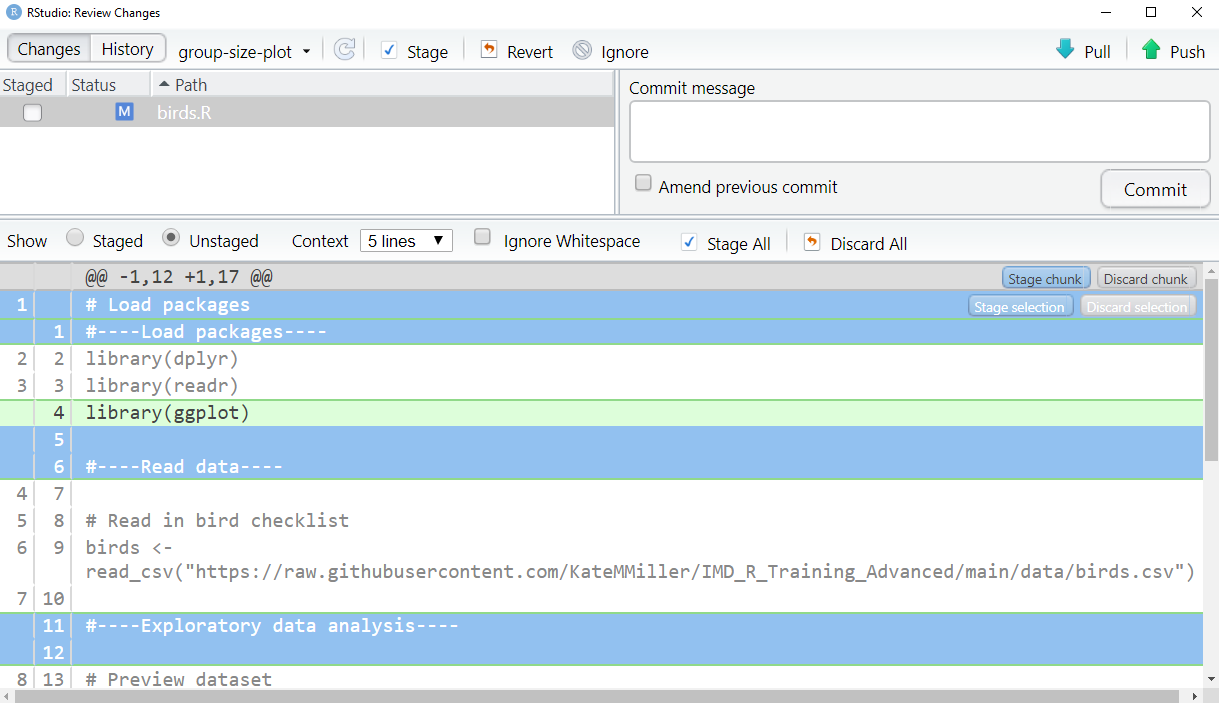 R RStudio: Review Changes
Changes History group-size-plot Stage Revert Ignore Pull Push
Staged Status Path
M birds.R
Commit message
Amend previous commit
Commit
Show Staged Unstaged Context 5 lines Ignore Whitespace Stage All Discard All
@@ -1,12 +1,17 @@ Stage chunk Discard chunk
1 # Load packages Stage selection Discard selection
1 #----Load packages----
2 2 library(dplyr)
3 3 library(readr)
4 library(ggplot)
5
6 #----Read data----
4 7
5 8 # Read in bird checklist
6 9 birds <-
read_csv("https://raw.githubusercontent.com/KateMMiller/IMD_R_Training_Advanced/main/data/birds.csv")
7 10
11 #----Exploratory data analysis----
12
8 13 # Preview dataset